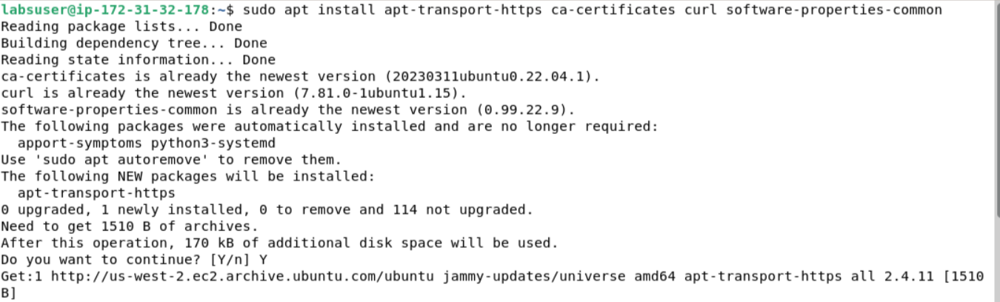 labsuser@ip-172-31-32-178:~$ sudo apt install apt-transport-https ca-certificates curl software-properties-common
Reading package lists... Done
Building dependency tree... Done
Reading state information... Done
ca-certificates is already the newest version (20230311ubuntu0.22.04.1).
curl is already the newest version (7.81.0-1ubuntu1.15).
software-properties-common is already the newest version (0.99.22.9).
The following packages were automatically installed and are no longer required:
  apport-symptoms python3-systemd
Use 'sudo apt autoremove' to remove them.
The following NEW packages will be installed:
  apt-transport-https
0 upgraded, 1 newly installed, 0 to remove and 114 not upgraded.
Need to get 1510 B of archives.
After this operation, 170 kB of additional disk space will be used.
Do you want to continue? [Y/n] Y
Get:1 http://us-west-2.ec2.archive.ubuntu.com/ubuntu jammy-updates/universe amd64 apt-transport-https all 2.4.11 [1510
B]